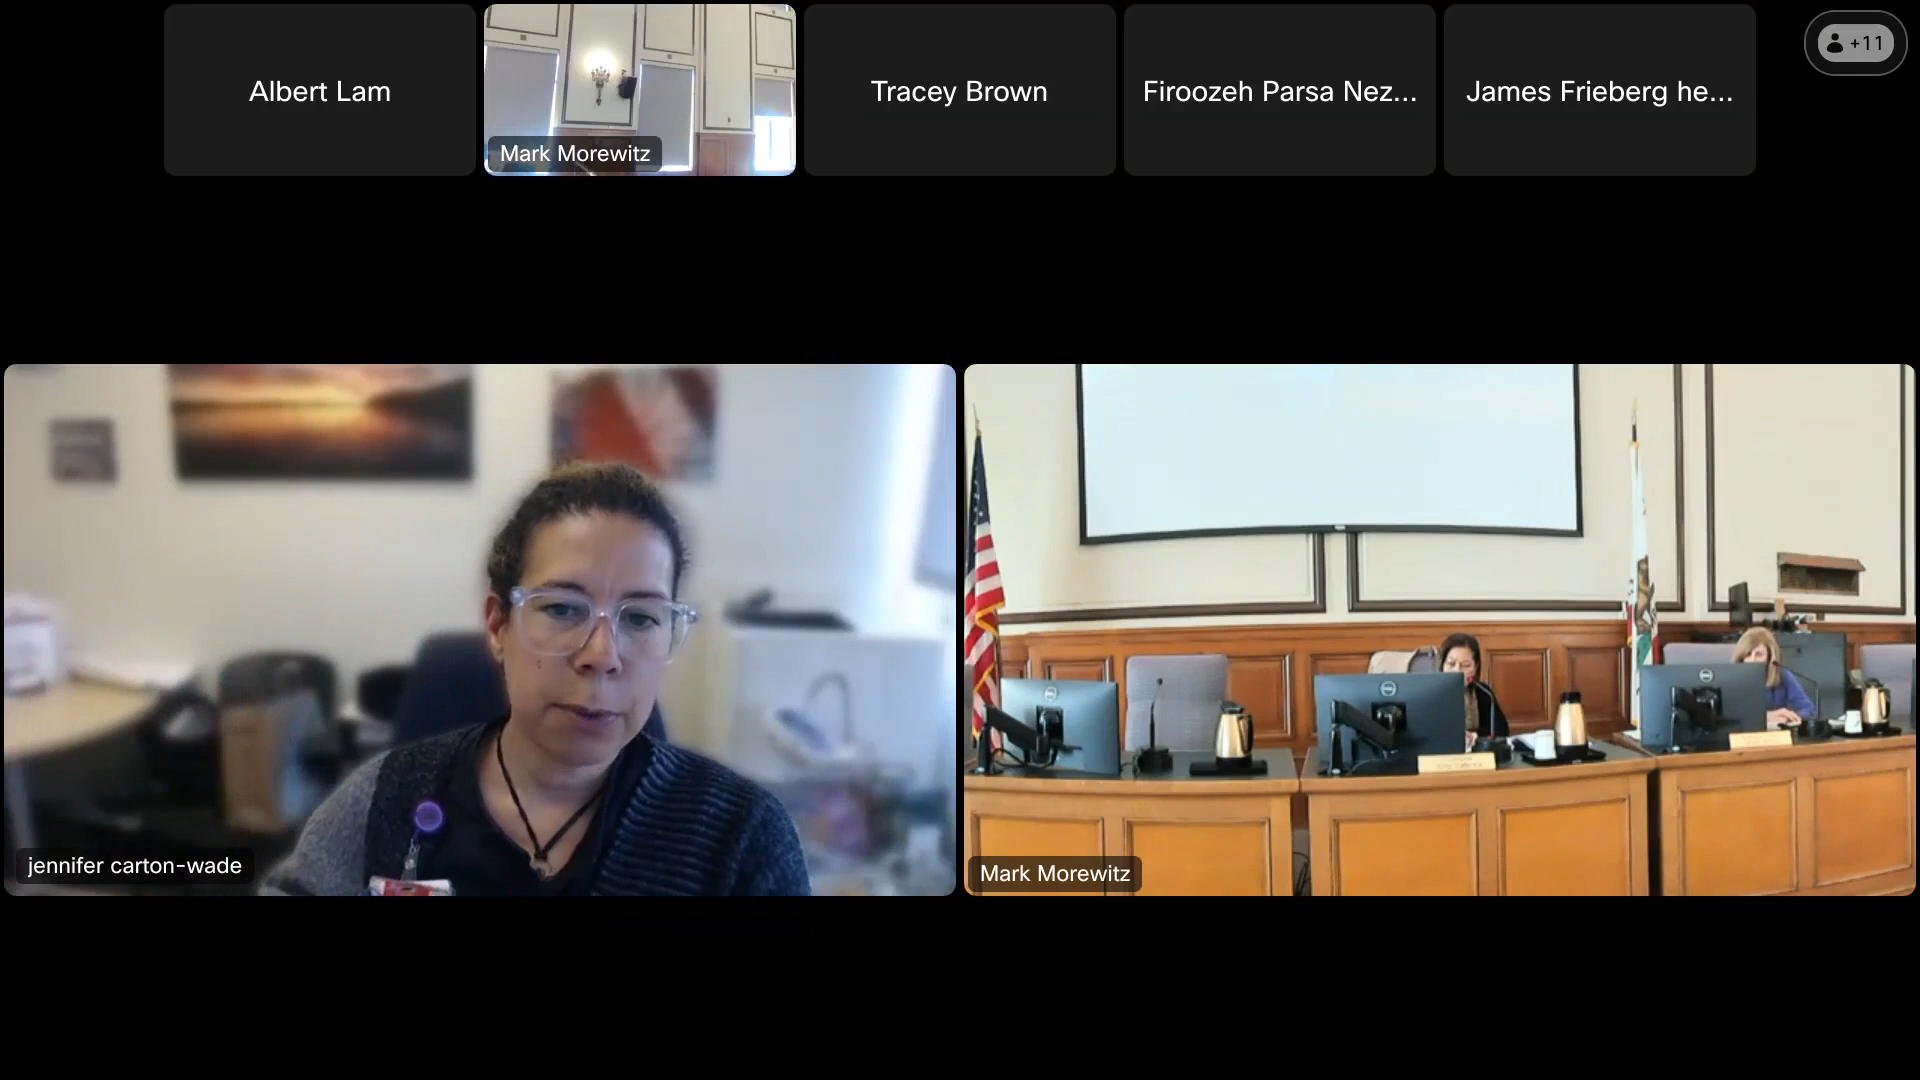 Albert Lam
Mark Morewitz
Tracey Brown
Firoozeh Parsa Nez...
James Frieberg he...
+11
jennifer carton-wade
Mark Morewitz